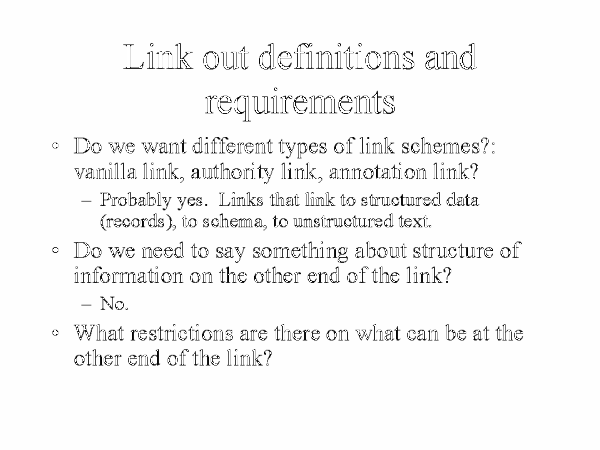 Link out definitions and
requirements
◦ Do we want different types of link schemes?:
vanilla link, authority link, annotation link?
– Probably yes.  Links that link to structured data
(records), to schema, to unstructured text.
◦ Do we need to say something about structure of
information on the other end of the link?
– No.
◦ What restrictions are there on what can be at the
other end of the link?